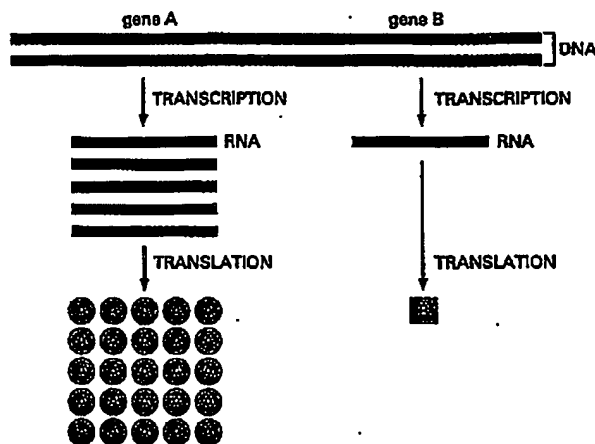 gene A gene B
DNA
TRANSCRIPTION TRANSCRIPTION
RNA RNA
TRANSLATION TRANSLATION